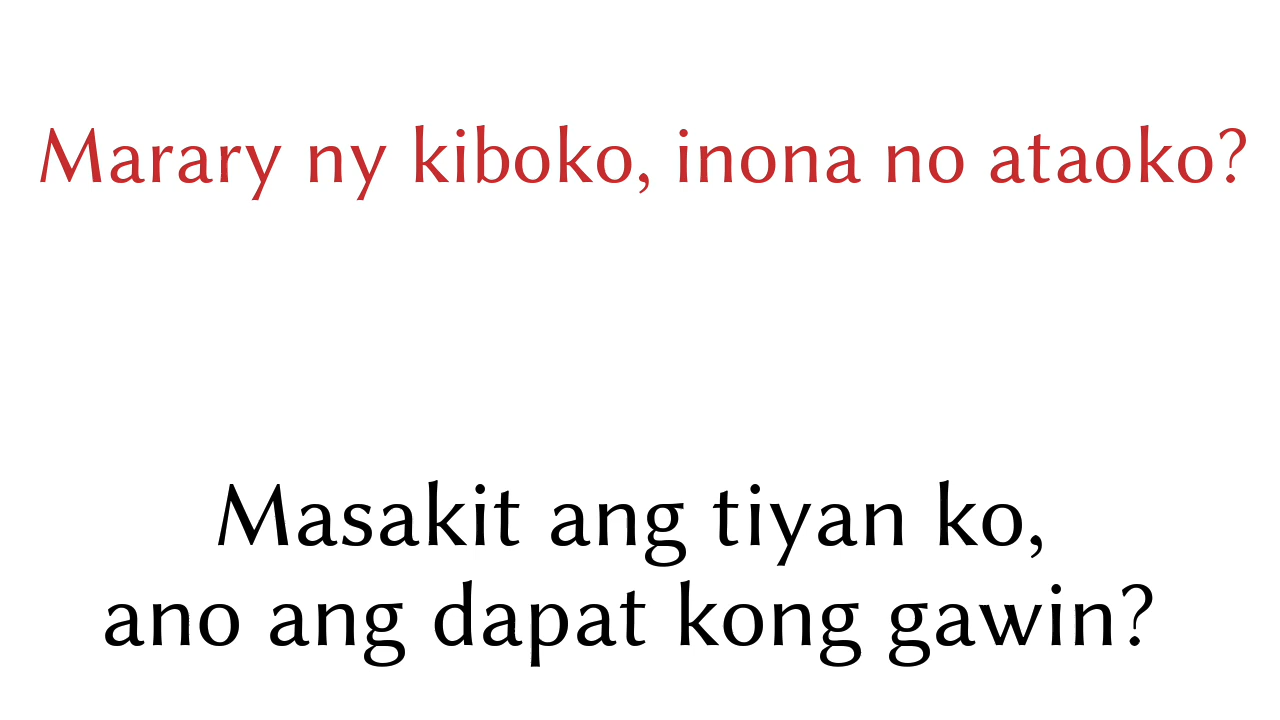 Marary ny kiboko, inona no ataoko?
Masakit ang tiyan ko,
ano ang dapat kong gawin?